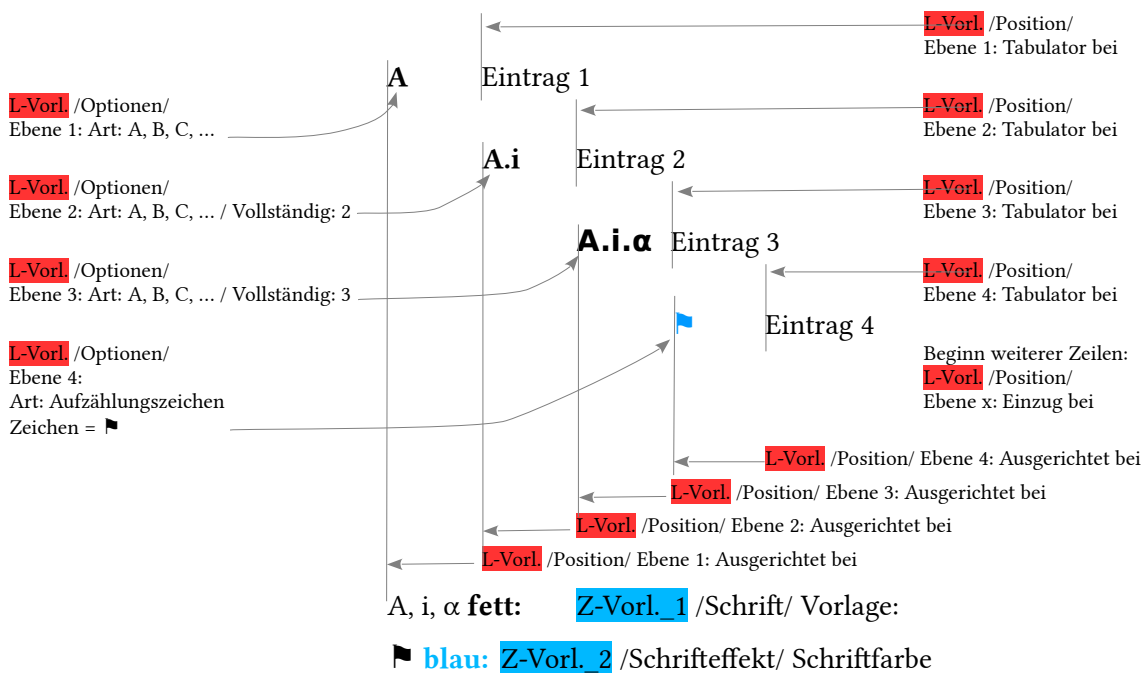 L-Vorl. /Position/
Ebene 1: Tabulator bei
A Eintrag 1
L-Vorl. /Optionen/
Ebene 1: Art: A, B, C, ...
L-Vorl. /Position/
Ebene 2: Tabulator bei
A.i Eintrag 2
L-Vorl. /Optionen/
Ebene 2: Art: A, B, C, ... / Vollständig: 2
L-Vorl. /Position/
Ebene 3: Tabulator bei
A.i.α Eintrag 3
L-Vorl. /Optionen/
Ebene 3: Art: A, B, C, ... / Vollständig: 3
L-Vorl. /Position/
Ebene 4: Tabulator bei
⚑ Eintrag 4
L-Vorl. /Optionen/
Ebene 4:
Art: Aufzählungszeichen
Zeichen = ⚑
Beginn weiterer Zeilen:
L-Vorl. /Position/
Ebene x: Einzug bei
L-Vorl. /Position/ Ebene 4: Ausgerichtet bei
L-Vorl. /Position/ Ebene 3: Ausgerichtet bei
L-Vorl. /Position/ Ebene 2: Ausgerichtet bei
L-Vorl. /Position/ Ebene 1: Ausgerichtet bei
A, i, α fett: Z-Vorl._1 /Schrift/ Vorlage:
⚑ blau: Z-Vorl._2 /Schrifteffekt/ Schriftfarbe